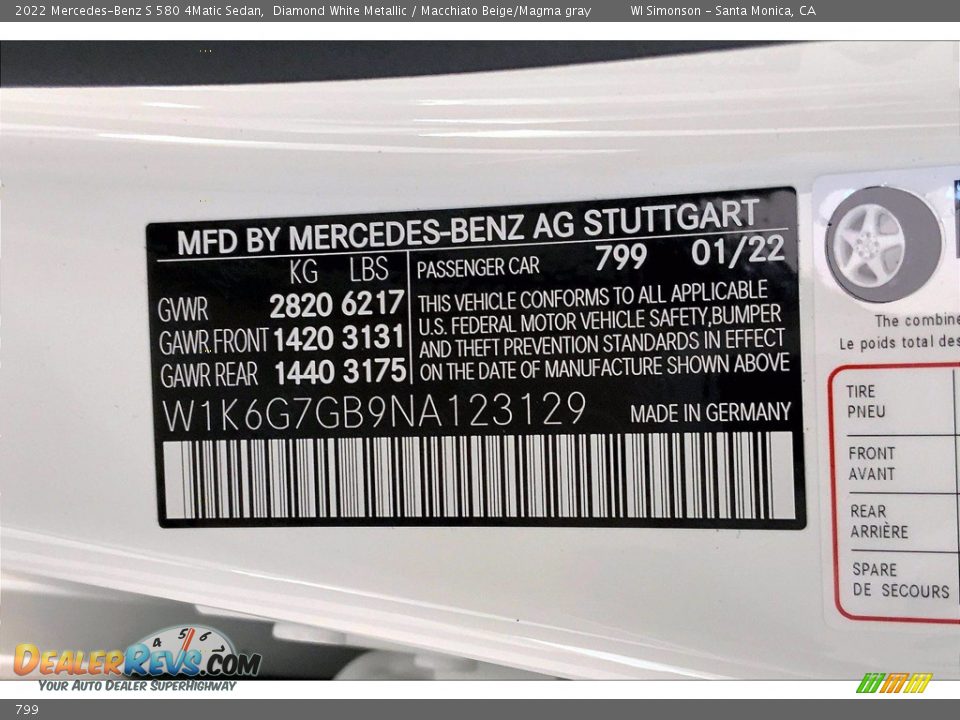 2022 Mercedes-Benz S 580 4Matic Sedan, Diamond White Metallic / Macchiato Beige/Magma gray WI Simonson - Santa Monica, CA
MFD BY MERCEDES-BENZ AG STUTTGART
KG LBS
GVWR 2820 6217
GAWR FRONT 1420 3131
GAWR REAR 1440 3175
PASSENGER CAR 799 01/22
THIS VEHICLE CONFORMS TO ALL APPLICABLE
U.S. FEDERAL MOTOR VEHICLE SAFETY,BUMPER
AND THEFT PREVENTION STANDARDS IN EFFECT
ON THE DATE OF MANUFACTURE SHOWN ABOVE
W1K6G7GB9NA123129 MADE IN GERMANY
The combine
Le poids total des
TIRE
PNEU
FRONT
AVANT
REAR
ARRIÈRE
SPARE
DE SECOURS
4 5 6
DealerRevs.com
Your Auto Dealer SuperHighway
799